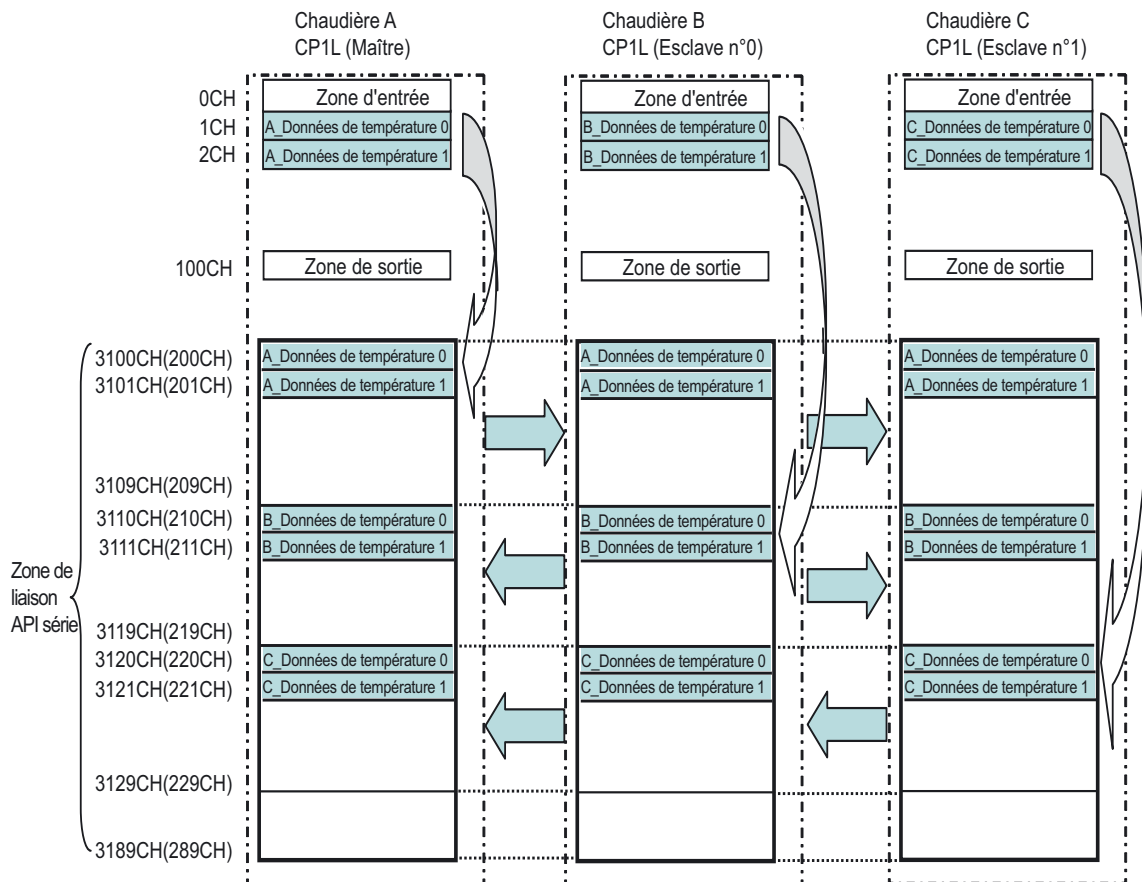 Chaudière A
CP1L (Maître)
Chaudière B
CP1L (Esclave n°0)
Chaudière C
CP1L (Esclave n°1)
0CH
Zone d'entrée
Zone d'entrée
Zone d'entrée
1CH
A_Données de température 0
B_Données de température 0
C_Données de température 0
2CH
A_Données de température 1
B_Données de température 1
C_Données de température 1
100CH
Zone de sortie
Zone de sortie
Zone de sortie
3100CH(200CH)
A_Données de température 0
A_Données de température 0
A_Données de température 0
3101CH(201CH)
A_Données de température 1
A_Données de température 1
A_Données de température 1
3109CH(209CH)
3110CH(210CH)
B_Données de température 0
B_Données de température 0
B_Données de température 0
3111CH(211CH)
B_Données de température 1
B_Données de température 1
B_Données de température 1
Zone de
liaison
API série
3119CH(219CH)
3120CH(220CH)
C_Données de température 0
C_Données de température 0
C_Données de température 0
3121CH(221CH)
C_Données de température 1
C_Données de température 1
C_Données de température 1
3129CH(229CH)
3189CH(289CH)